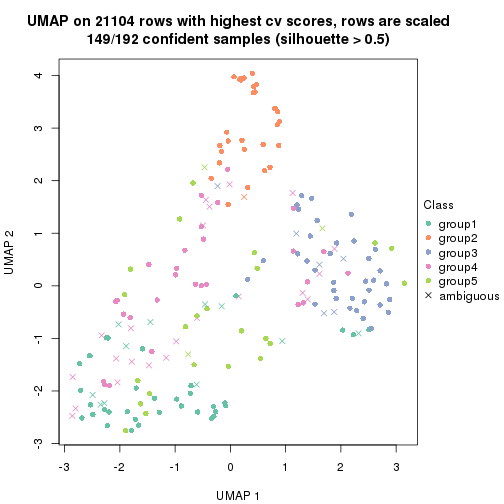 UMAP on 21104 rows with highest cv scores, rows are scaled
149/192 confident samples (silhouette > 0.5)
4
3
2
1
0
-1
-2
-3
UMAP 2
-3
-2
-1
0
1
2
3
UMAP 1
Class
group1
group2
group3
group4
group5
ambiguous